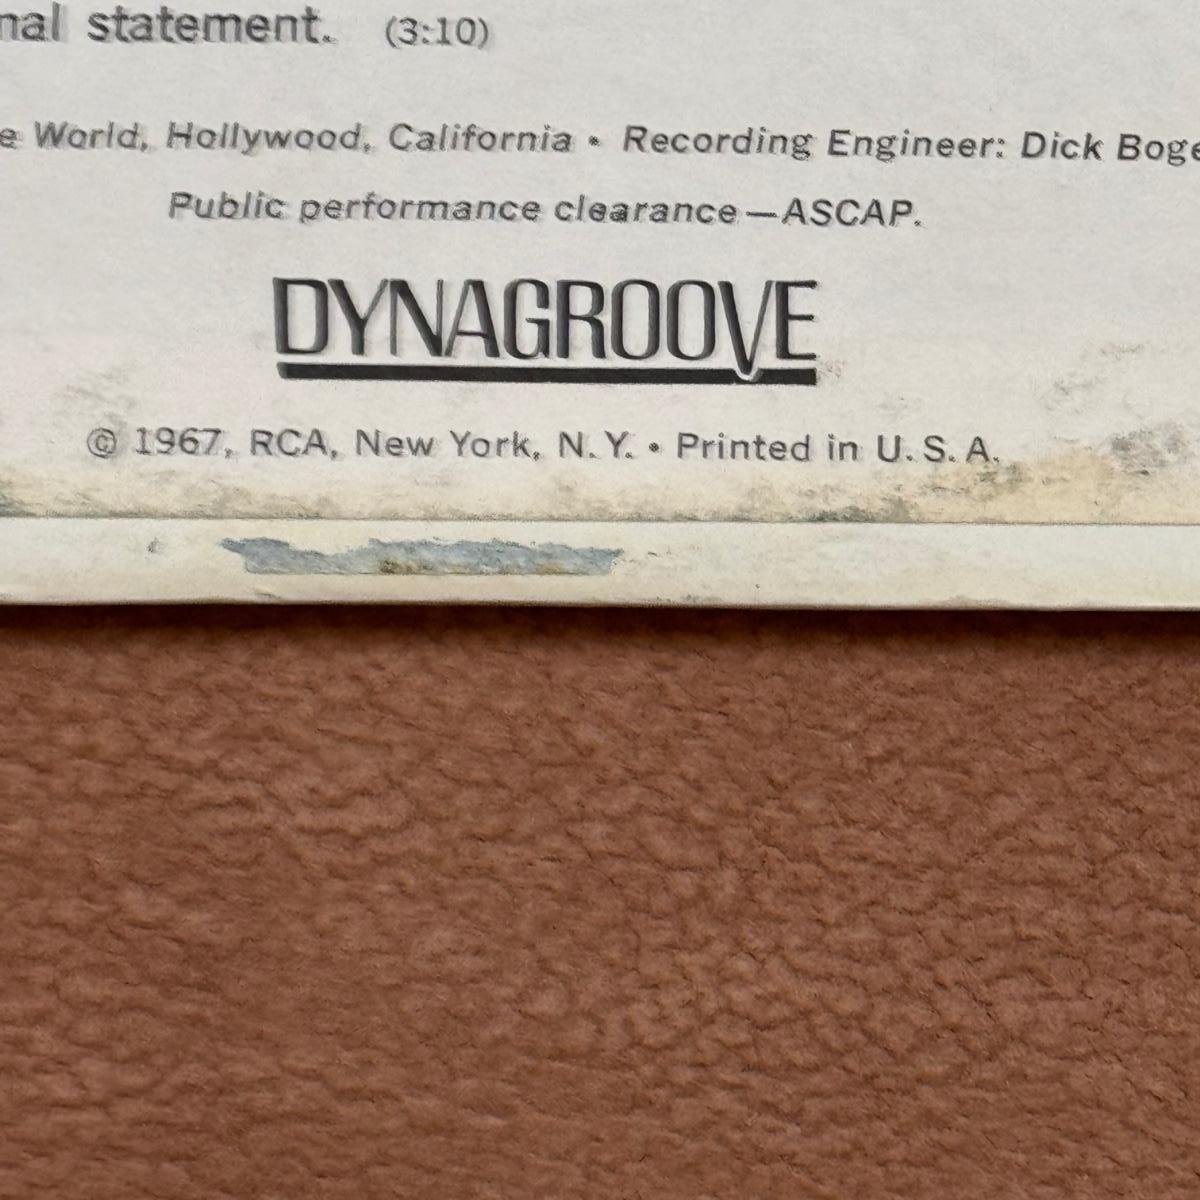 nal statement. (3:10)
e World, Hollywood, California • Recording Engineer: Dick Boge
Public performance clearance—ASCAP.
DYNAGROOVE
© 1967, RCA, New York, N. Y. • Printed in U. S. A.